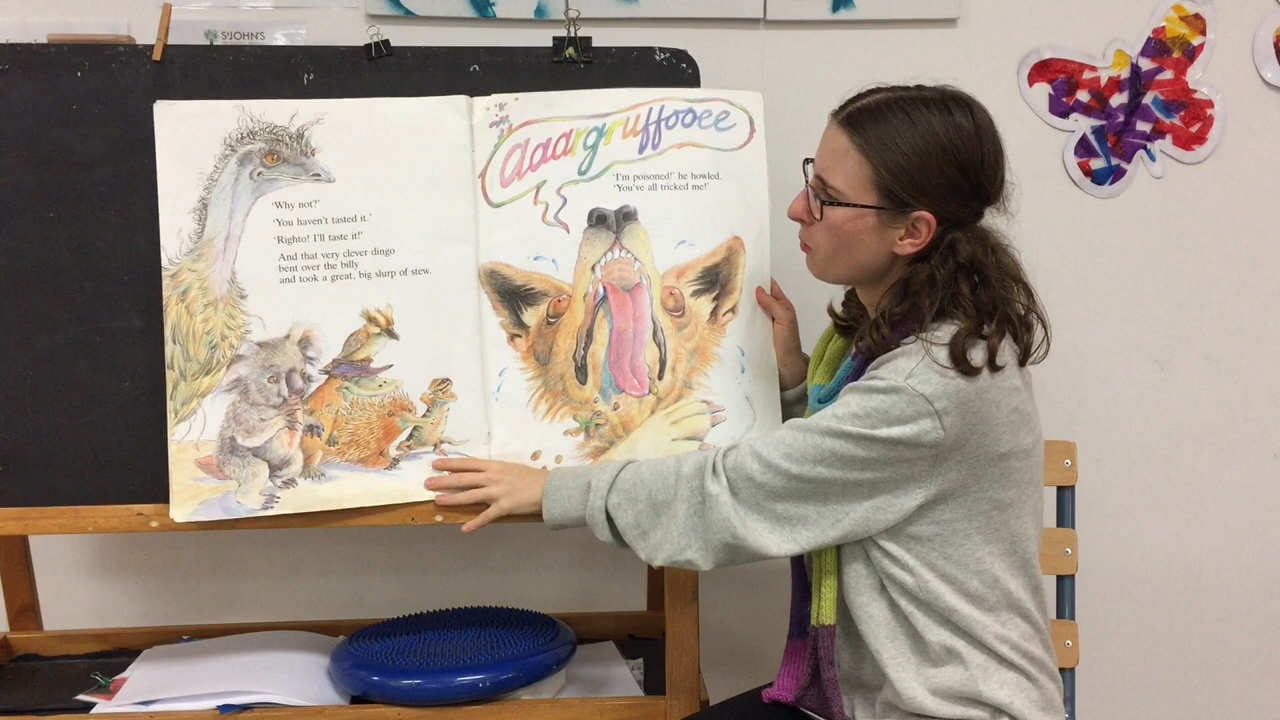 ST JOHN'S
'Why not?'
'You haven't tasted it.'
'Righto! I'll taste it!'
And that very clever dingo
bent over the billy
and took a great, big slurp of stew.
aaargruffooee
'I'm poisoned!' he howled.
'You've all tricked me!'